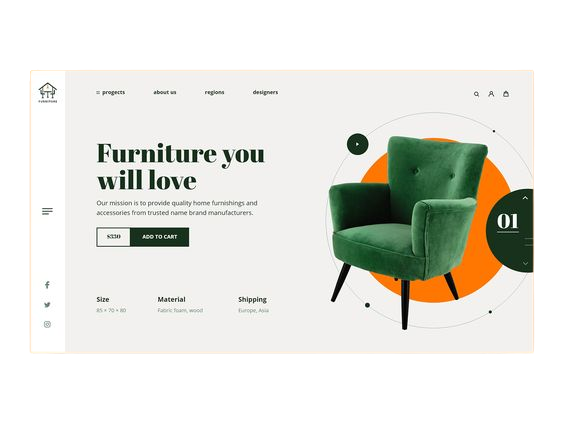 FURNITURE
progects
about us
regions
designers
Furniture you
will love
Our mission is to provide quality home furnishings and
accessories from trusted name brand manufacturers.
$330
ADD TO CART
01
Size
Material
Shipping
85 × 70 × 80
Fabric foam, wood
Europe, Asia